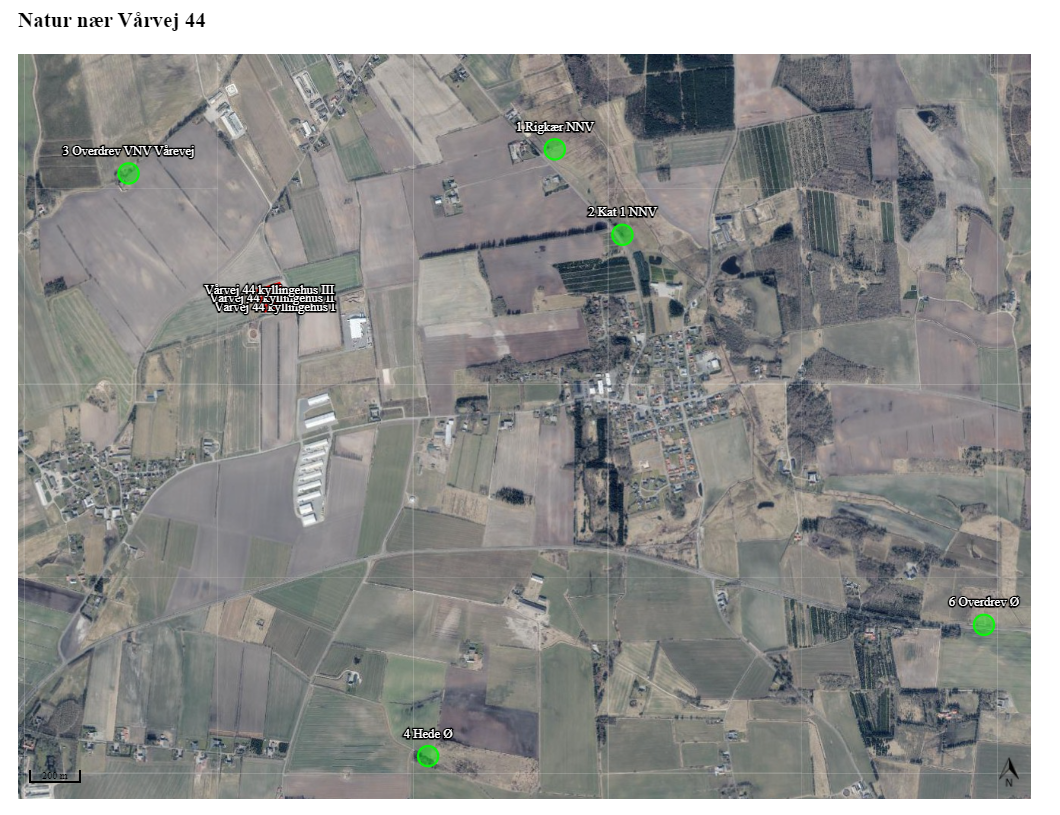 Natur nær Vårvej 44
1 Rigkær NNV
3 Overdrev VNV Vårevej
2 Kat 1 NNV
Vårvej 44 kyllingehus III
Vårvej 44 kyllingehus II
Vårvej 44 kyllingehus I
6 Overdrev Ø
4 Hede Ø
200 m
N